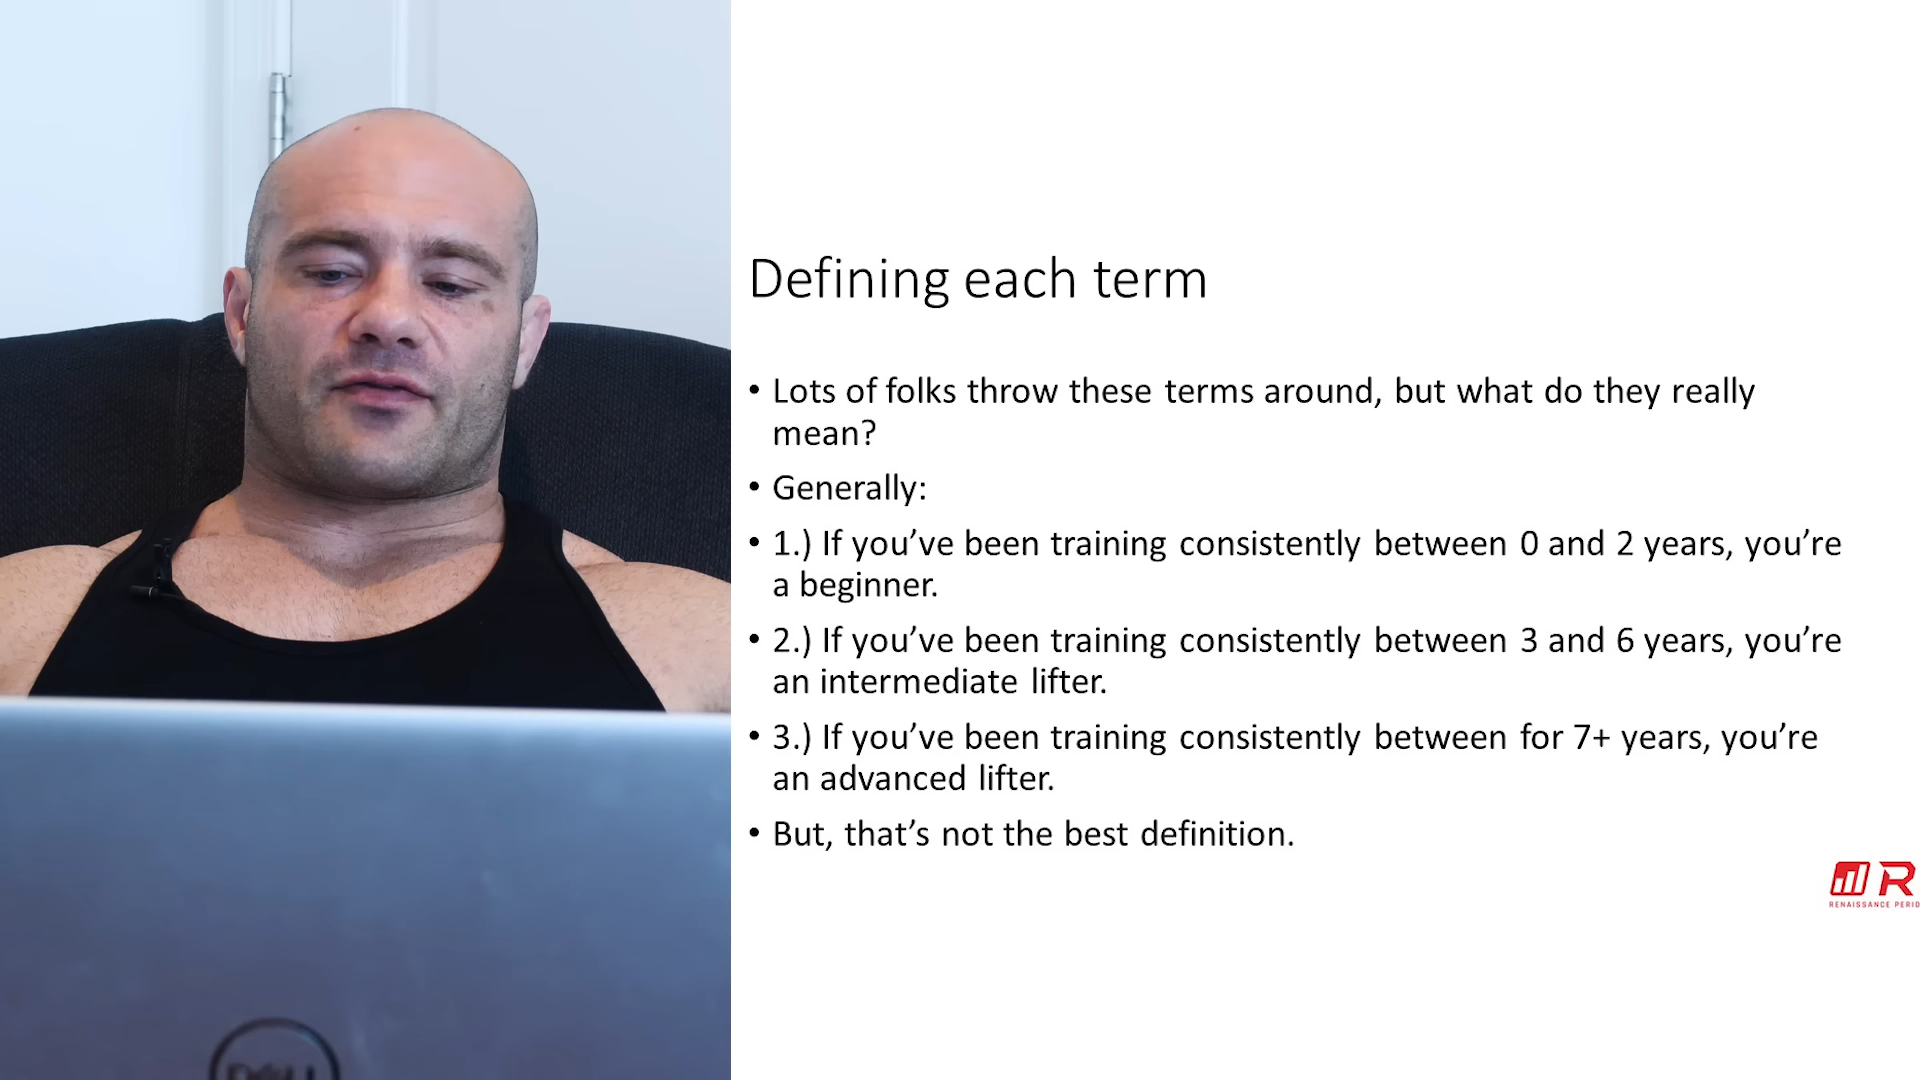 Defining each term
• Lots of folks throw these terms around, but what do they really
mean?
• Generally:
• 1.) If you’ve been training consistently between 0 and 2 years, you’re
a beginner.
• 2.) If you’ve been training consistently between 3 and 6 years, you’re
an intermediate lifter.
• 3.) If you’ve been training consistently between for 7+ years, you’re
an advanced lifter.
• But, that’s not the best definition.
R
RENAISSANCE PERIO
DELL